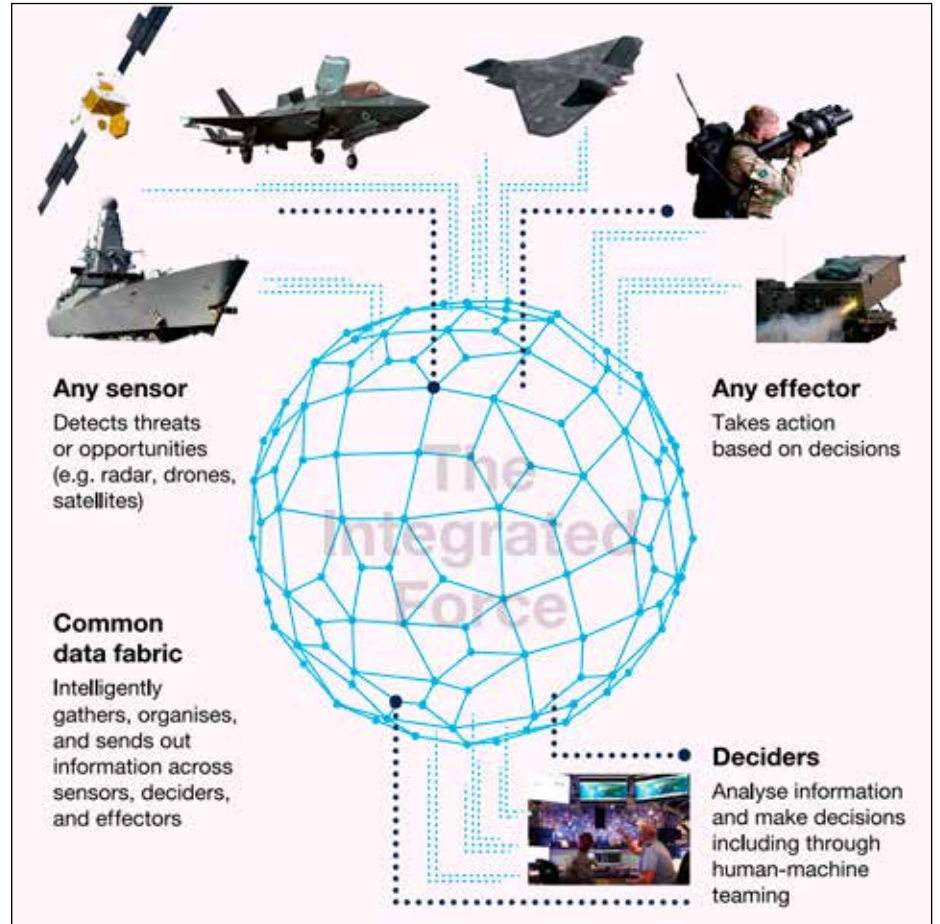 Any sensor
Detects threats
or opportunities
(e.g. radar, drones,
satellites)
Any effector
Takes action
based on decisions
The
Integrated
Force
Common
data fabric
Intelligently
gathers, organises,
and sends out
information across
sensors, deciders,
and effectors
Deciders
Analyse information
and make decisions
including through
human-machine
teaming